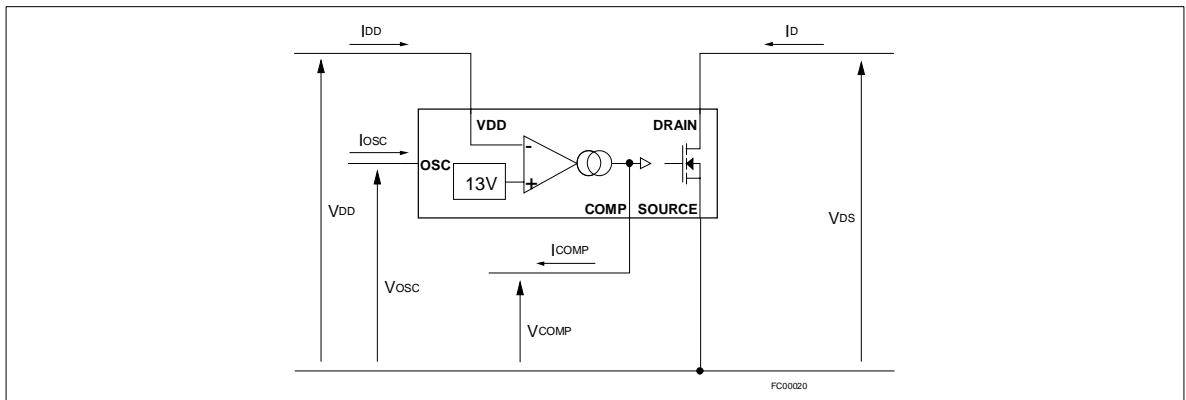 IDD
ID
VDD
DRAIN
IOSC
OSC
-
13V
+
COMP SOURCE
VDD
VDS
ICOMP
VOSC
VCOMP
FC00020